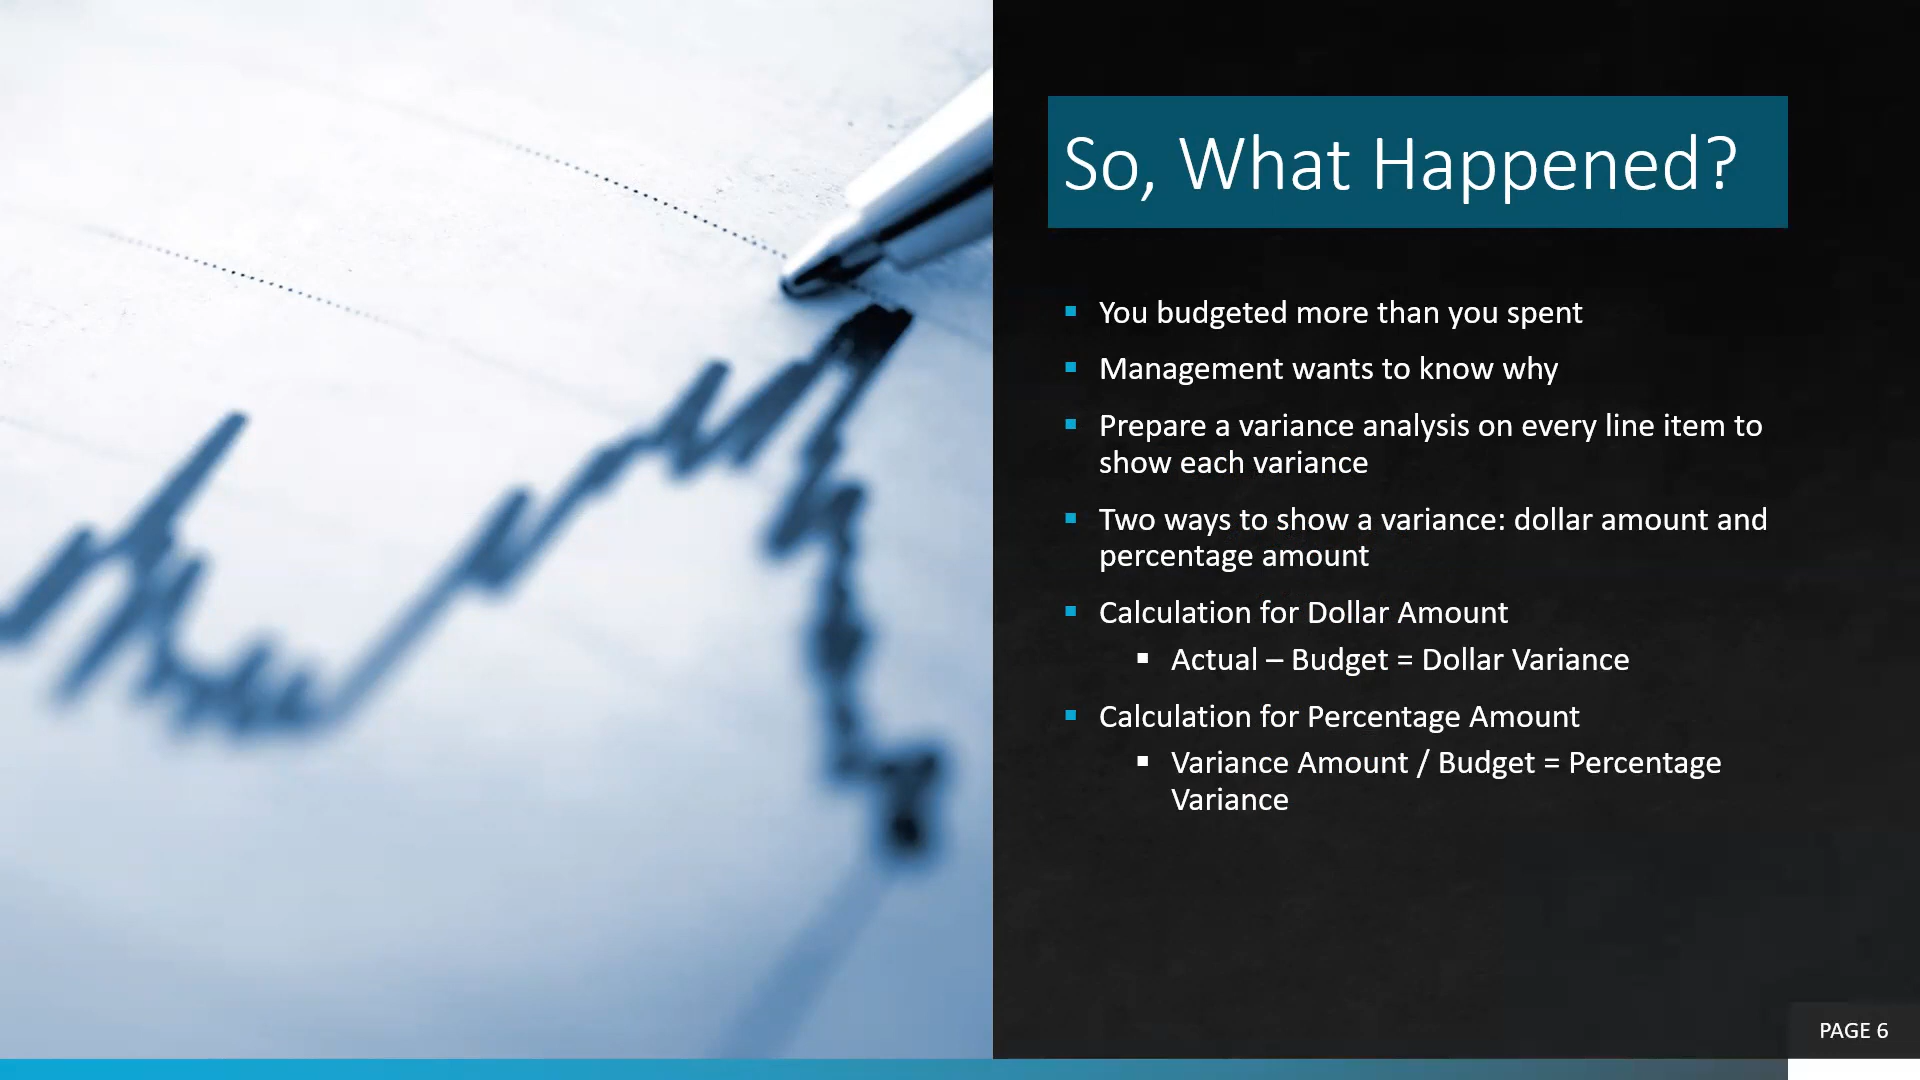 So, What Happened?
You budgeted more than you spent
Management wants to know why
Prepare a variance analysis on every line item to
show each variance
Two ways to show a variance: dollar amount and
percentage amount
Calculation for Dollar Amount
Actual – Budget = Dollar Variance
Calculation for Percentage Amount
Variance Amount / Budget = Percentage
Variance
PAGE 6